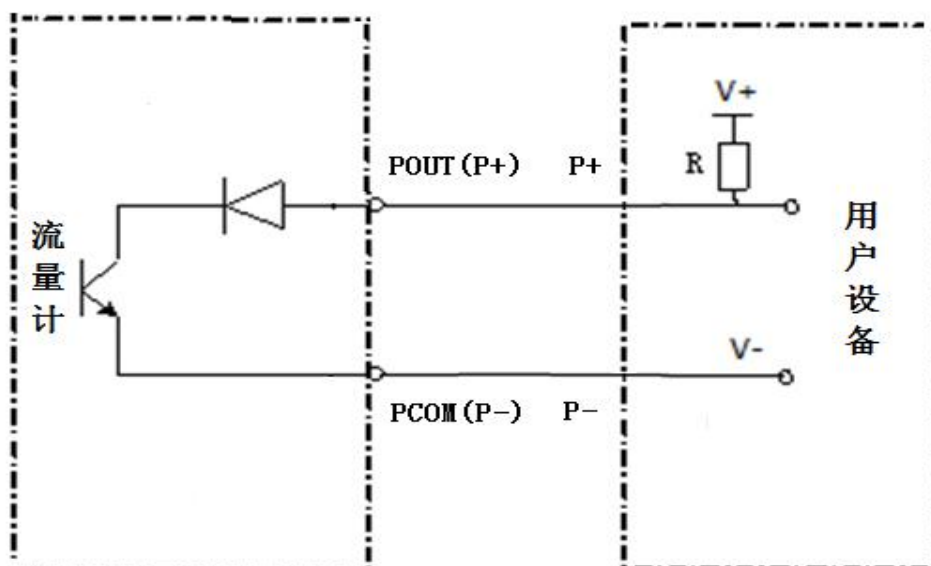 V+
POUT(P+) P+
R
流量计
用户设备
V-
PCOM(P-) P-